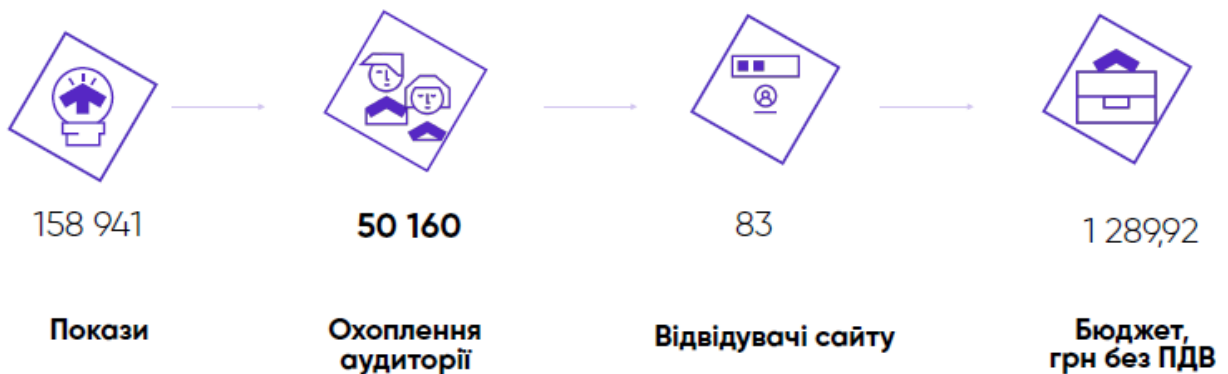 158 941
50 160
83
1 289,92
Покази
Охоплення
аудиторії
Відвідувачі сайту
Бюджет,
грн без ПДВ